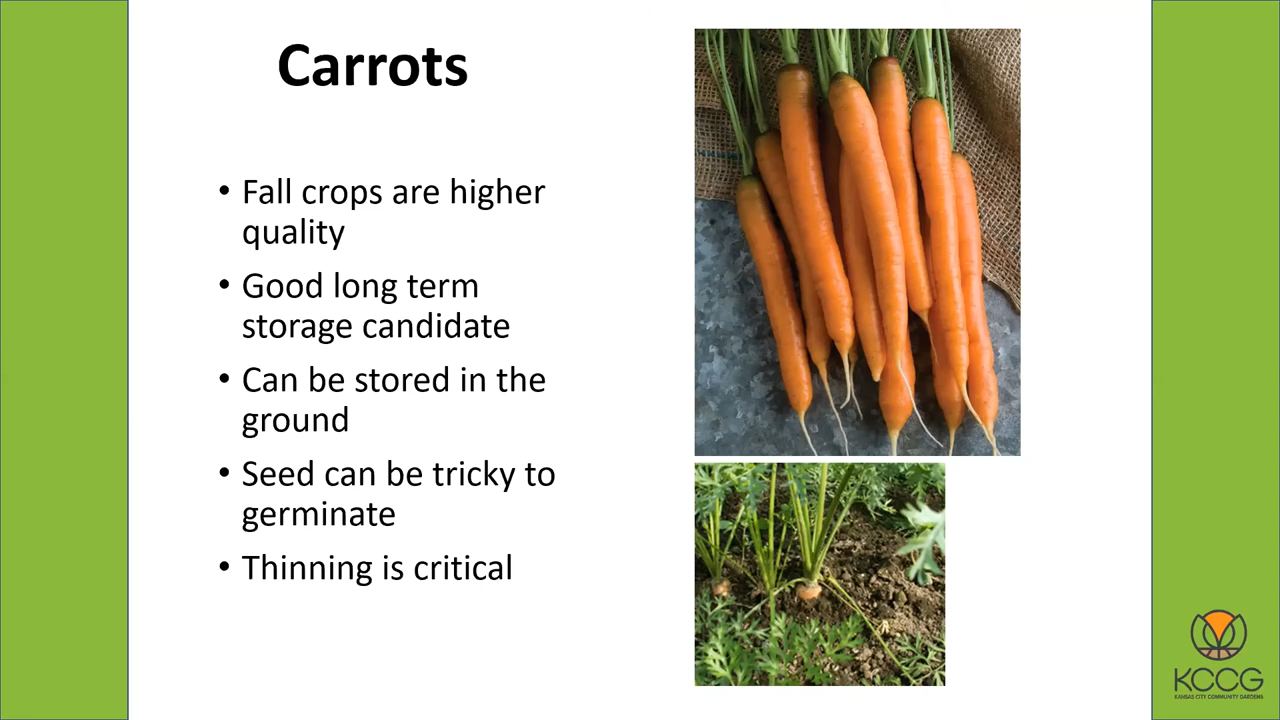 Carrots
• Fall crops are higher
quality
• Good long term
storage candidate
• Can be stored in the
ground
• Seed can be tricky to
germinate
• Thinning is critical
KCCG
KANSAS CITY COMMUNITY GARDENS